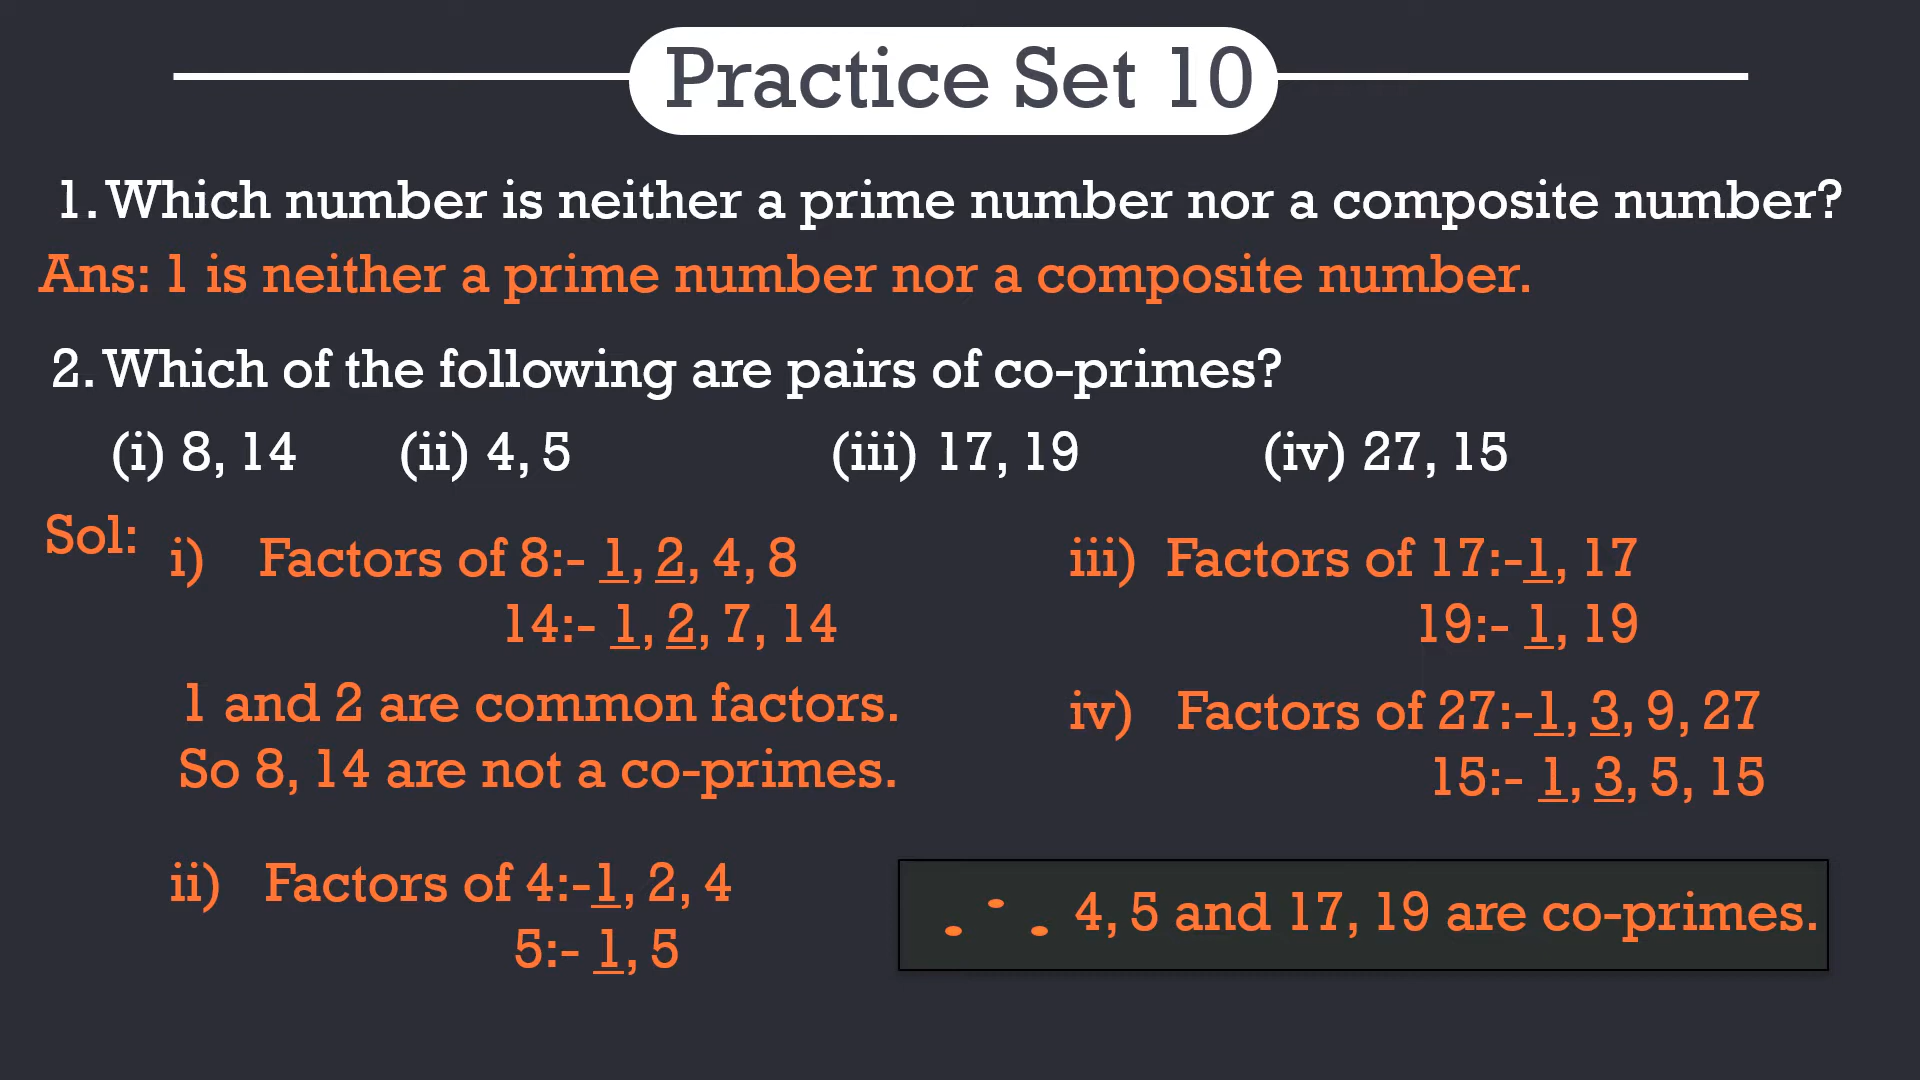 Practice Set 10
1. Which number is neither a prime number nor a composite number?
Ans: 1 is neither a prime number nor a composite number.
2. Which of the following are pairs of co-primes?
(i) 8, 14 (ii) 4, 5 (iii) 17, 19 (iv) 27, 15
Sol:
i) Factors of 8:- 1, 2, 4, 8
14:- 1, 2, 7, 14
1 and 2 are common factors.
So 8, 14 are not a co-primes.
ii) Factors of 4:-1, 2, 4
5:- 1, 5
iii) Factors of 17:-1, 17
19:- 1, 19
iv) Factors of 27:-1, 3, 9, 27
15:- 1, 3, 5, 15
∴ 4, 5 and 17, 19 are co-primes.